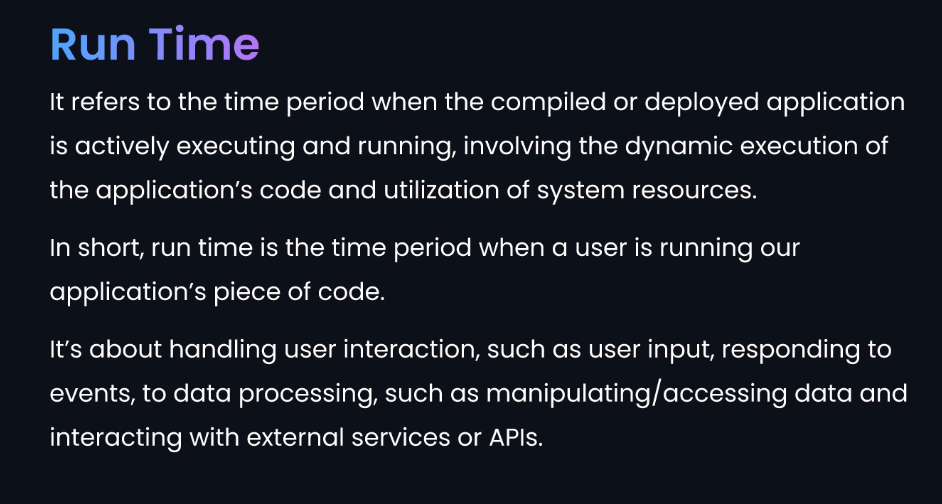 Run Time
It refers to the time period when the compiled or deployed application
is actively executing and running, involving the dynamic execution of
the application’s code and utilization of system resources.
In short, run time is the time period when a user is running our
application’s piece of code.
It’s about handling user interaction, such as user input, responding to
events, to data processing, such as manipulating/accessing data and
interacting with external services or APIs.